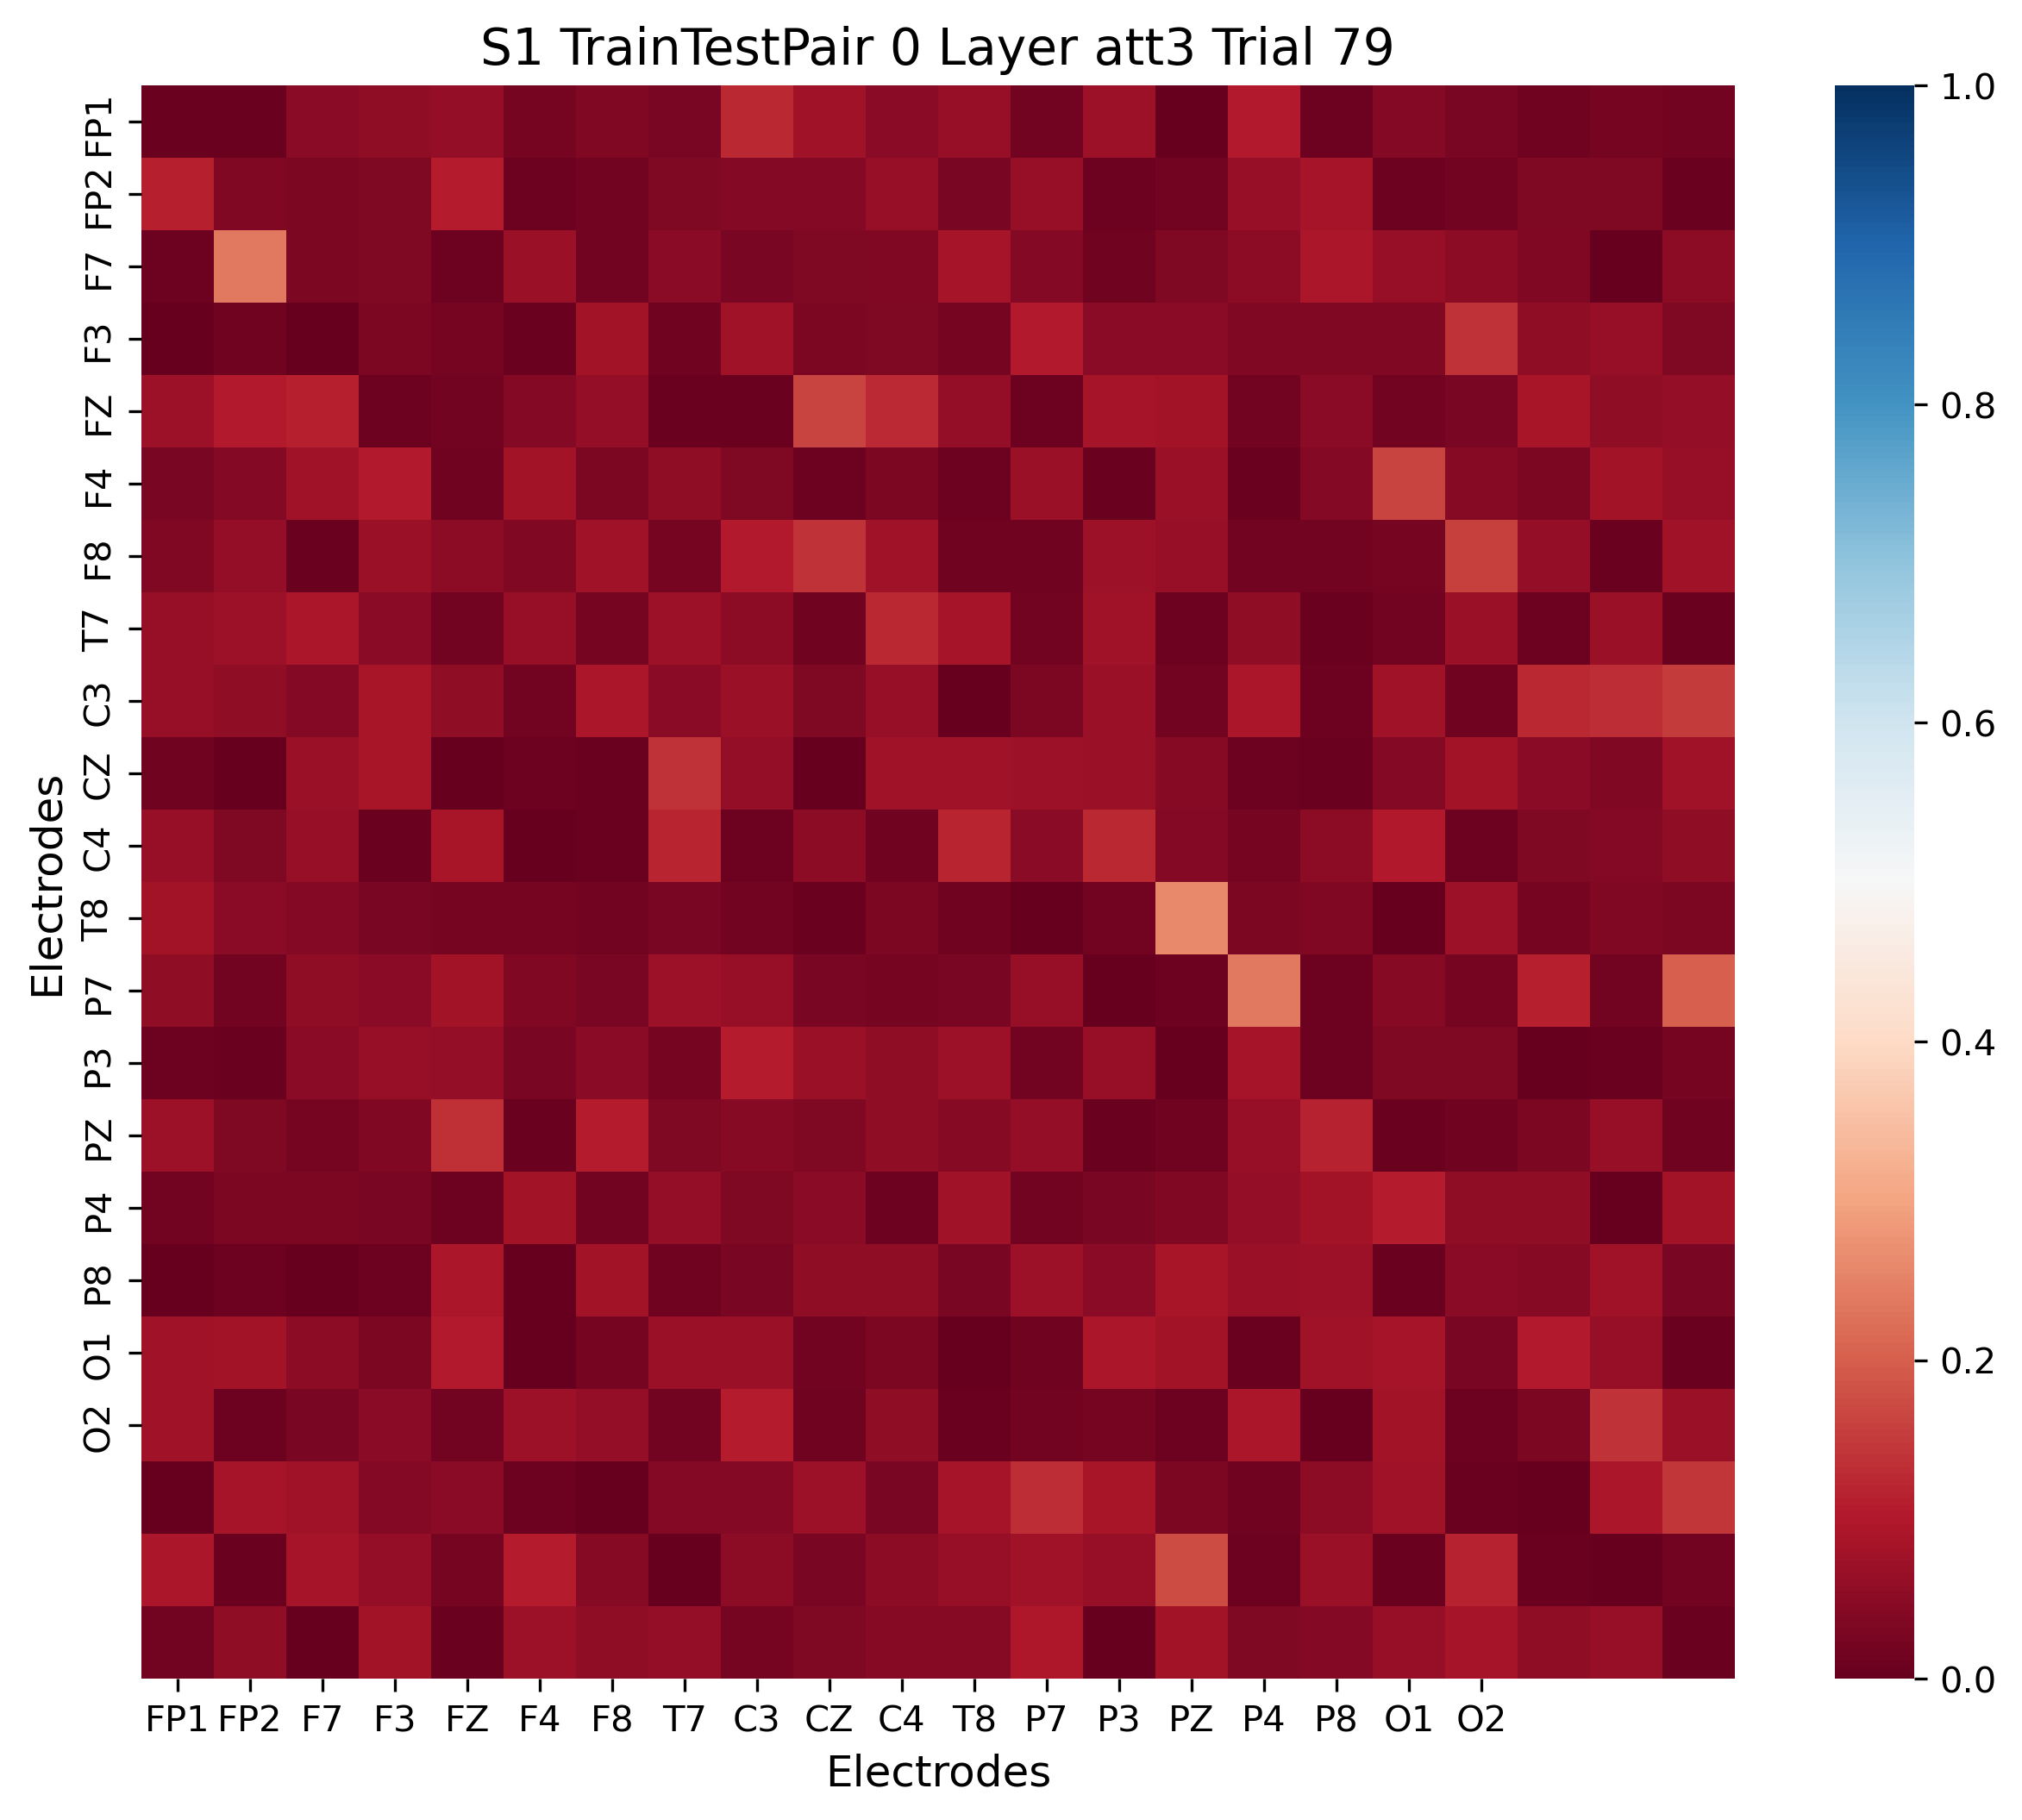 S1 TrainTestPair 0 Layer att3 Trial 79
Electrodes
FP1
FP2
F7
F3
FZ
F4
F8
T7
C3
CZ
C4
T8
P7
P3
PZ
P4
P8
O1
O2
FP1 FP2 F7 F3 FZ F4 F8 T7 C3 CZ C4 T8 P7 P3 PZ P4 P8 O1 O2
Electrodes
1.0
0.8
0.6
0.4
0.2
0.0